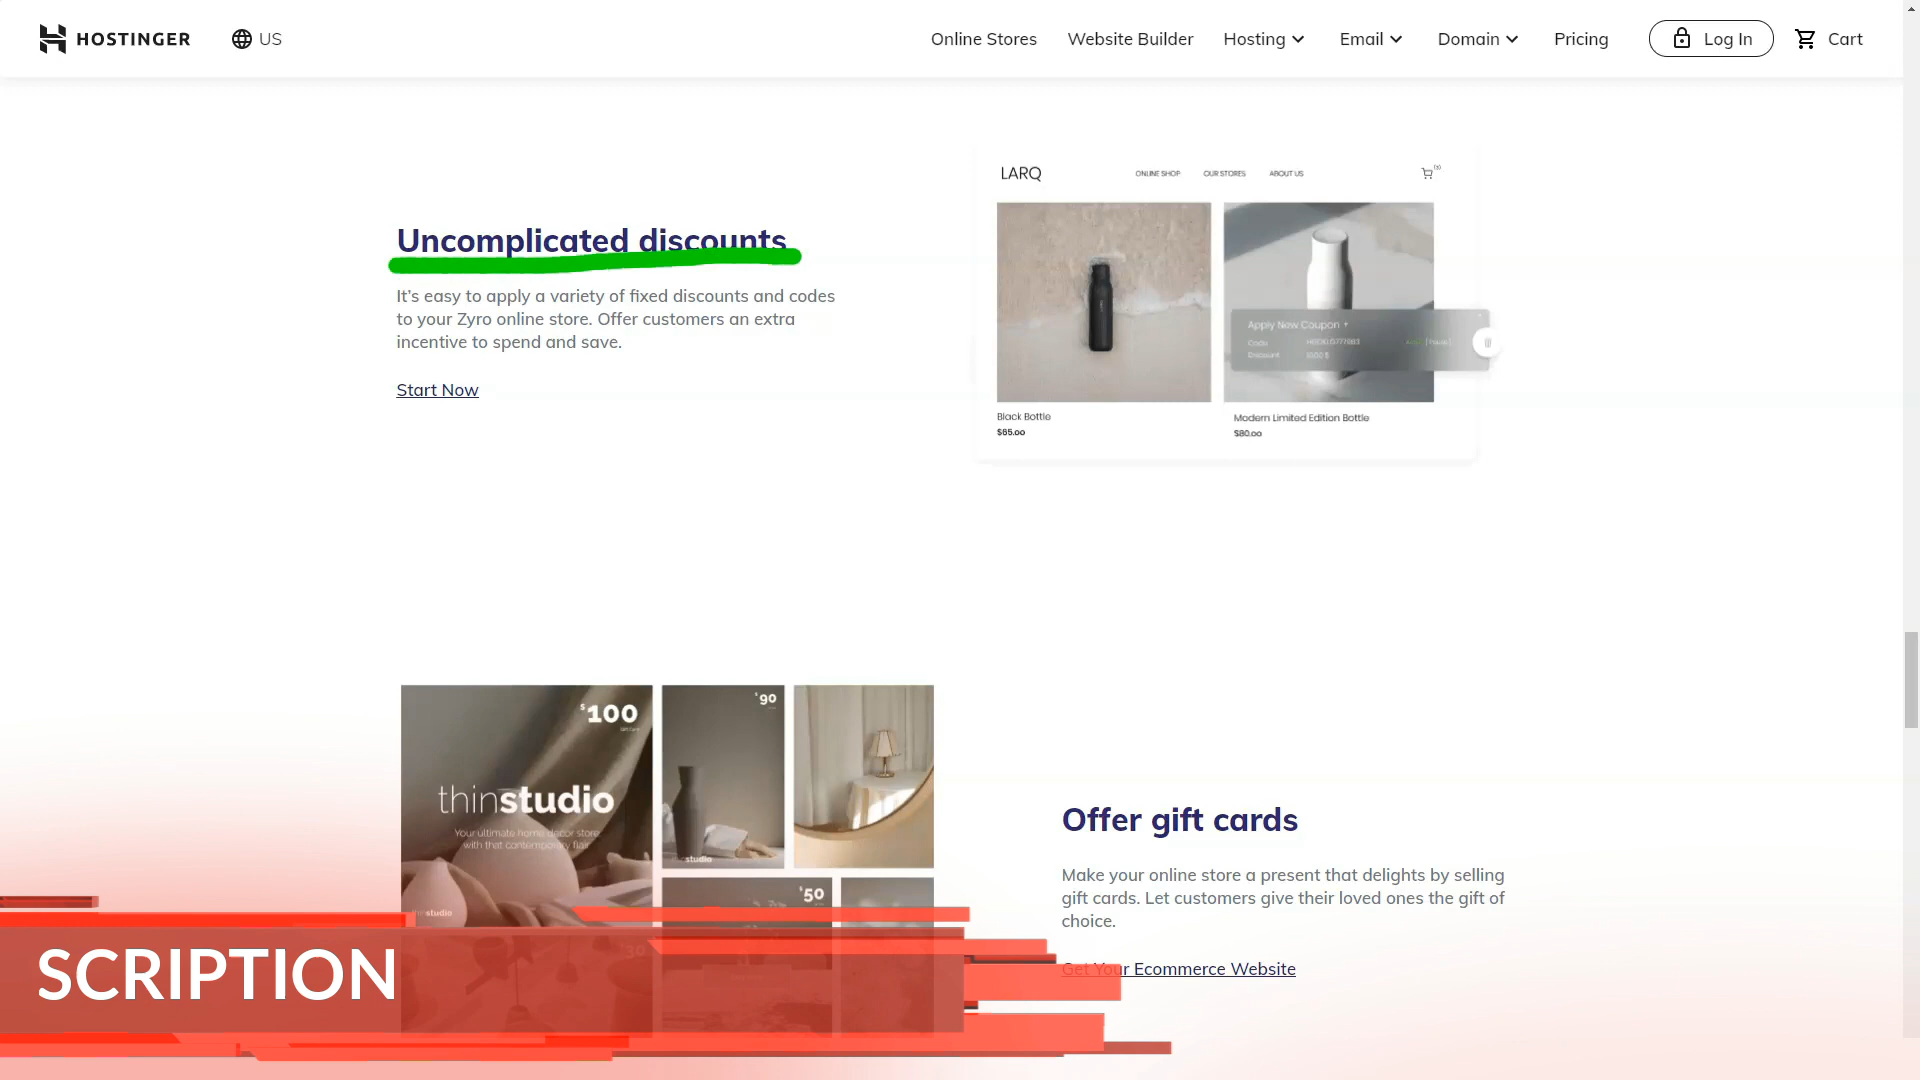 HOSTINGER
US
Online Stores
Website Builder
Hosting
Email
Domain
Pricing
Log In
Cart
LARQ
ONLINE SHOP
OUR STORES
ABOUT US
Uncomplicated discounts
It's easy to apply a variety of fixed discounts and codes
to your Zyro online store. Offer customers an extra
incentive to spend and save.
Start Now
Apply New Coupon +
Code
Discount
Black Bottle
$65.00
Modern Limited Edition Bottle
$80.00
$100
$90
thinstudio
Your ultimate home decor store
with that contemporary flair
studio
$50
thinstudio
Offer gift cards
Make your online store a present that delights by selling
gift cards. Let customers give their loved ones the gift of
choice.
Get Your Ecommerce Website
SCRIPTION